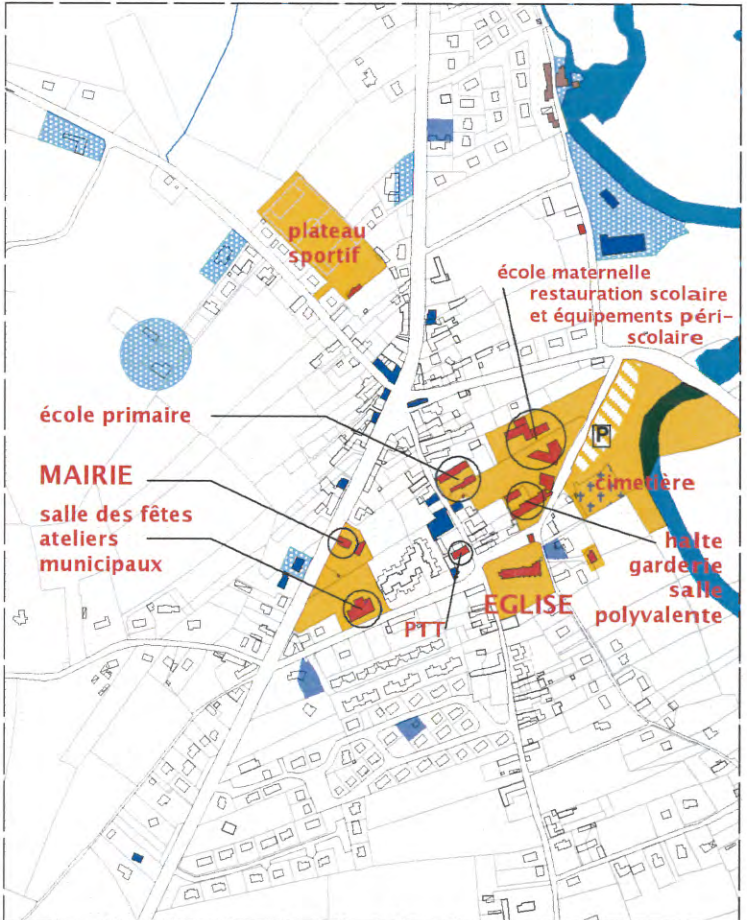 plateau
sportif
école maternelle
restauration scolaire
et équipements péri-
scolaire
école primaire
P
MAIRIE
cimetière
salle des fêtes
ateliers
municipaux
halte
garderie
salle
polyvalente
EGLISE
PTT